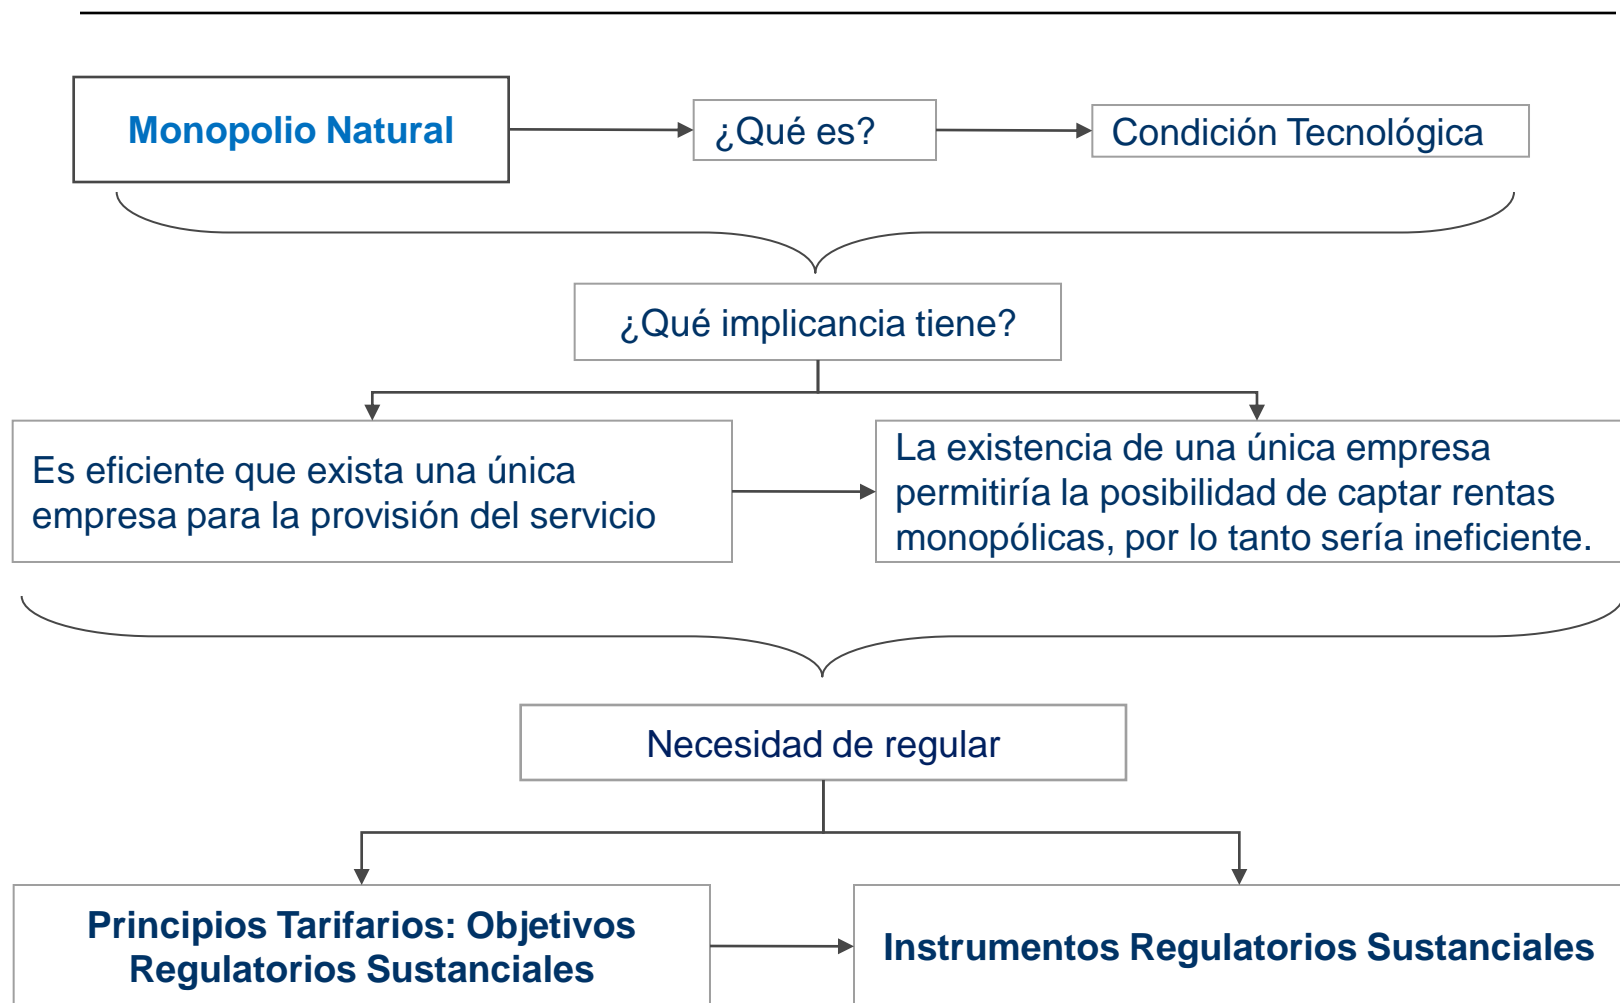 Monopolio Natural
¿Qué es?
Condición Tecnológica
¿Qué implicancia tiene?
Es eficiente que exista una única
empresa para la provisión del servicio
La existencia de una única empresa
permitiría la posibilidad de captar rentas
monopólicas, por lo tanto sería ineficiente.
Necesidad de regular
Principios Tarifarios: Objetivos
Regulatorios Sustanciales
Instrumentos Regulatorios Sustanciales